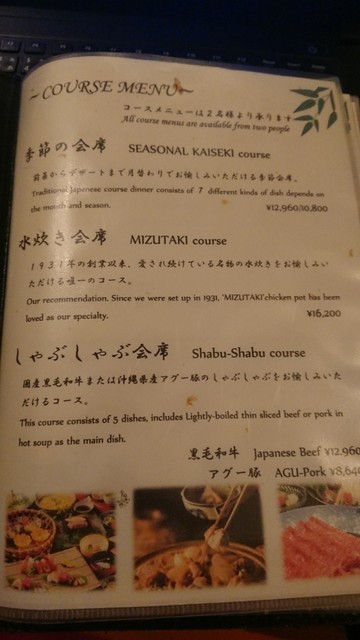 ~COURSE MENU~
コースメニューは2名様より承ります
All course menus are available from two people
季節の会席 SEASONAL KAISEKI course
前菜からデザートまで月替わりでお愉しみいただける季節会席。
Traditional Japanese course dinner consists of 7 different kinds of dish depends on
the month and season.
¥12,960/10,800
水炊き会席 MIZUTAKI course
1931年の創業以来、愛され続けている名物の水炊きをお愉しみい
ただける唯一のコース。
Our recommendation. Since we were set up in 1931, 'MIZUTAKI'chicken pot has been
loved as our specialty.
¥16,200
しゃぶしゃぶ会席 Shabu-Shabu course
国産黒毛和牛または沖縄県産アグー豚のしゃぶしゃぶをお愉しみいた
だけるコース。
This course consists of 5 dishes, includes Lightly-boiled thin sliced beef or pork in
hot soup as the main dish.
黒毛和牛 Japanese Beef ¥12,960
アグー豚 AGU-Pork ¥8,640